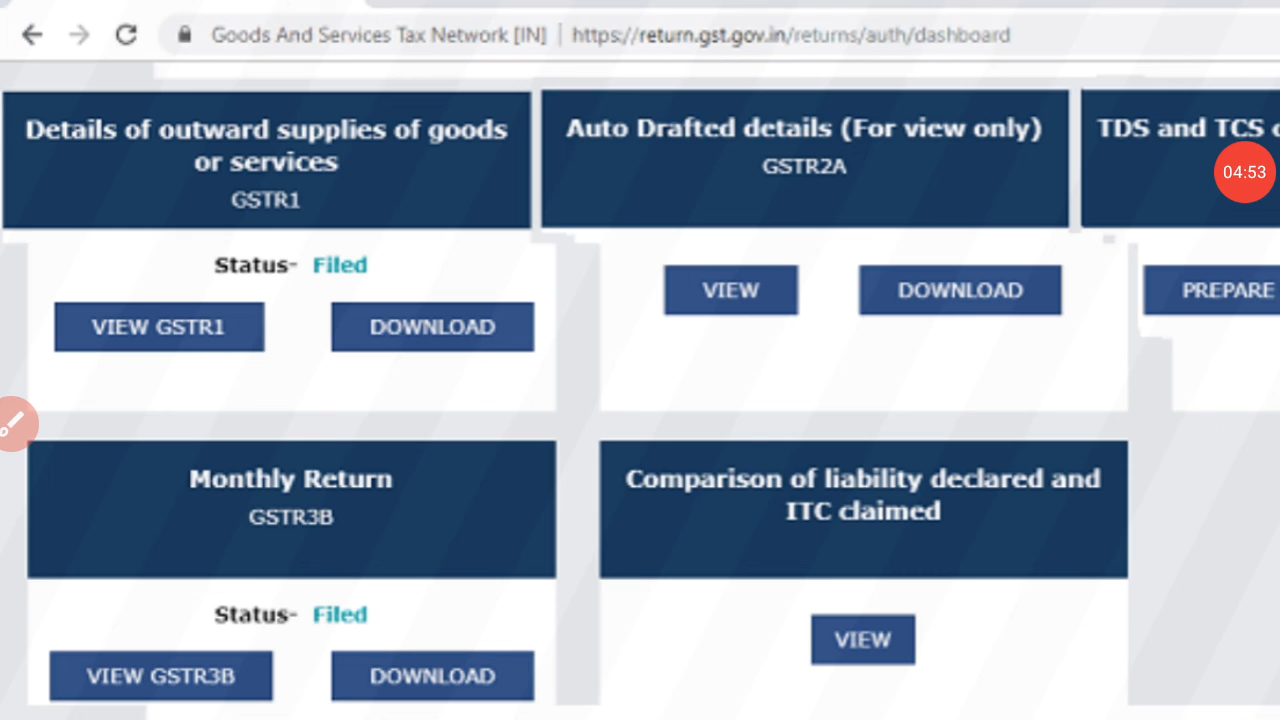 Goods And Services Tax Network [IN] | https://return.gst.gov.in/returns/auth/dashboard
Details of outward supplies of goods
or services
GSTR1
Status- Filed
VIEW GSTR1
DOWNLOAD
Auto Drafted details (For view only)
GSTR2A
VIEW
DOWNLOAD
TDS and TCS
04:53
PREPARE
Monthly Return
GSTR3B
Status- Filed
VIEW GSTR3B
DOWNLOAD
Comparison of liability declared and
ITC claimed
VIEW